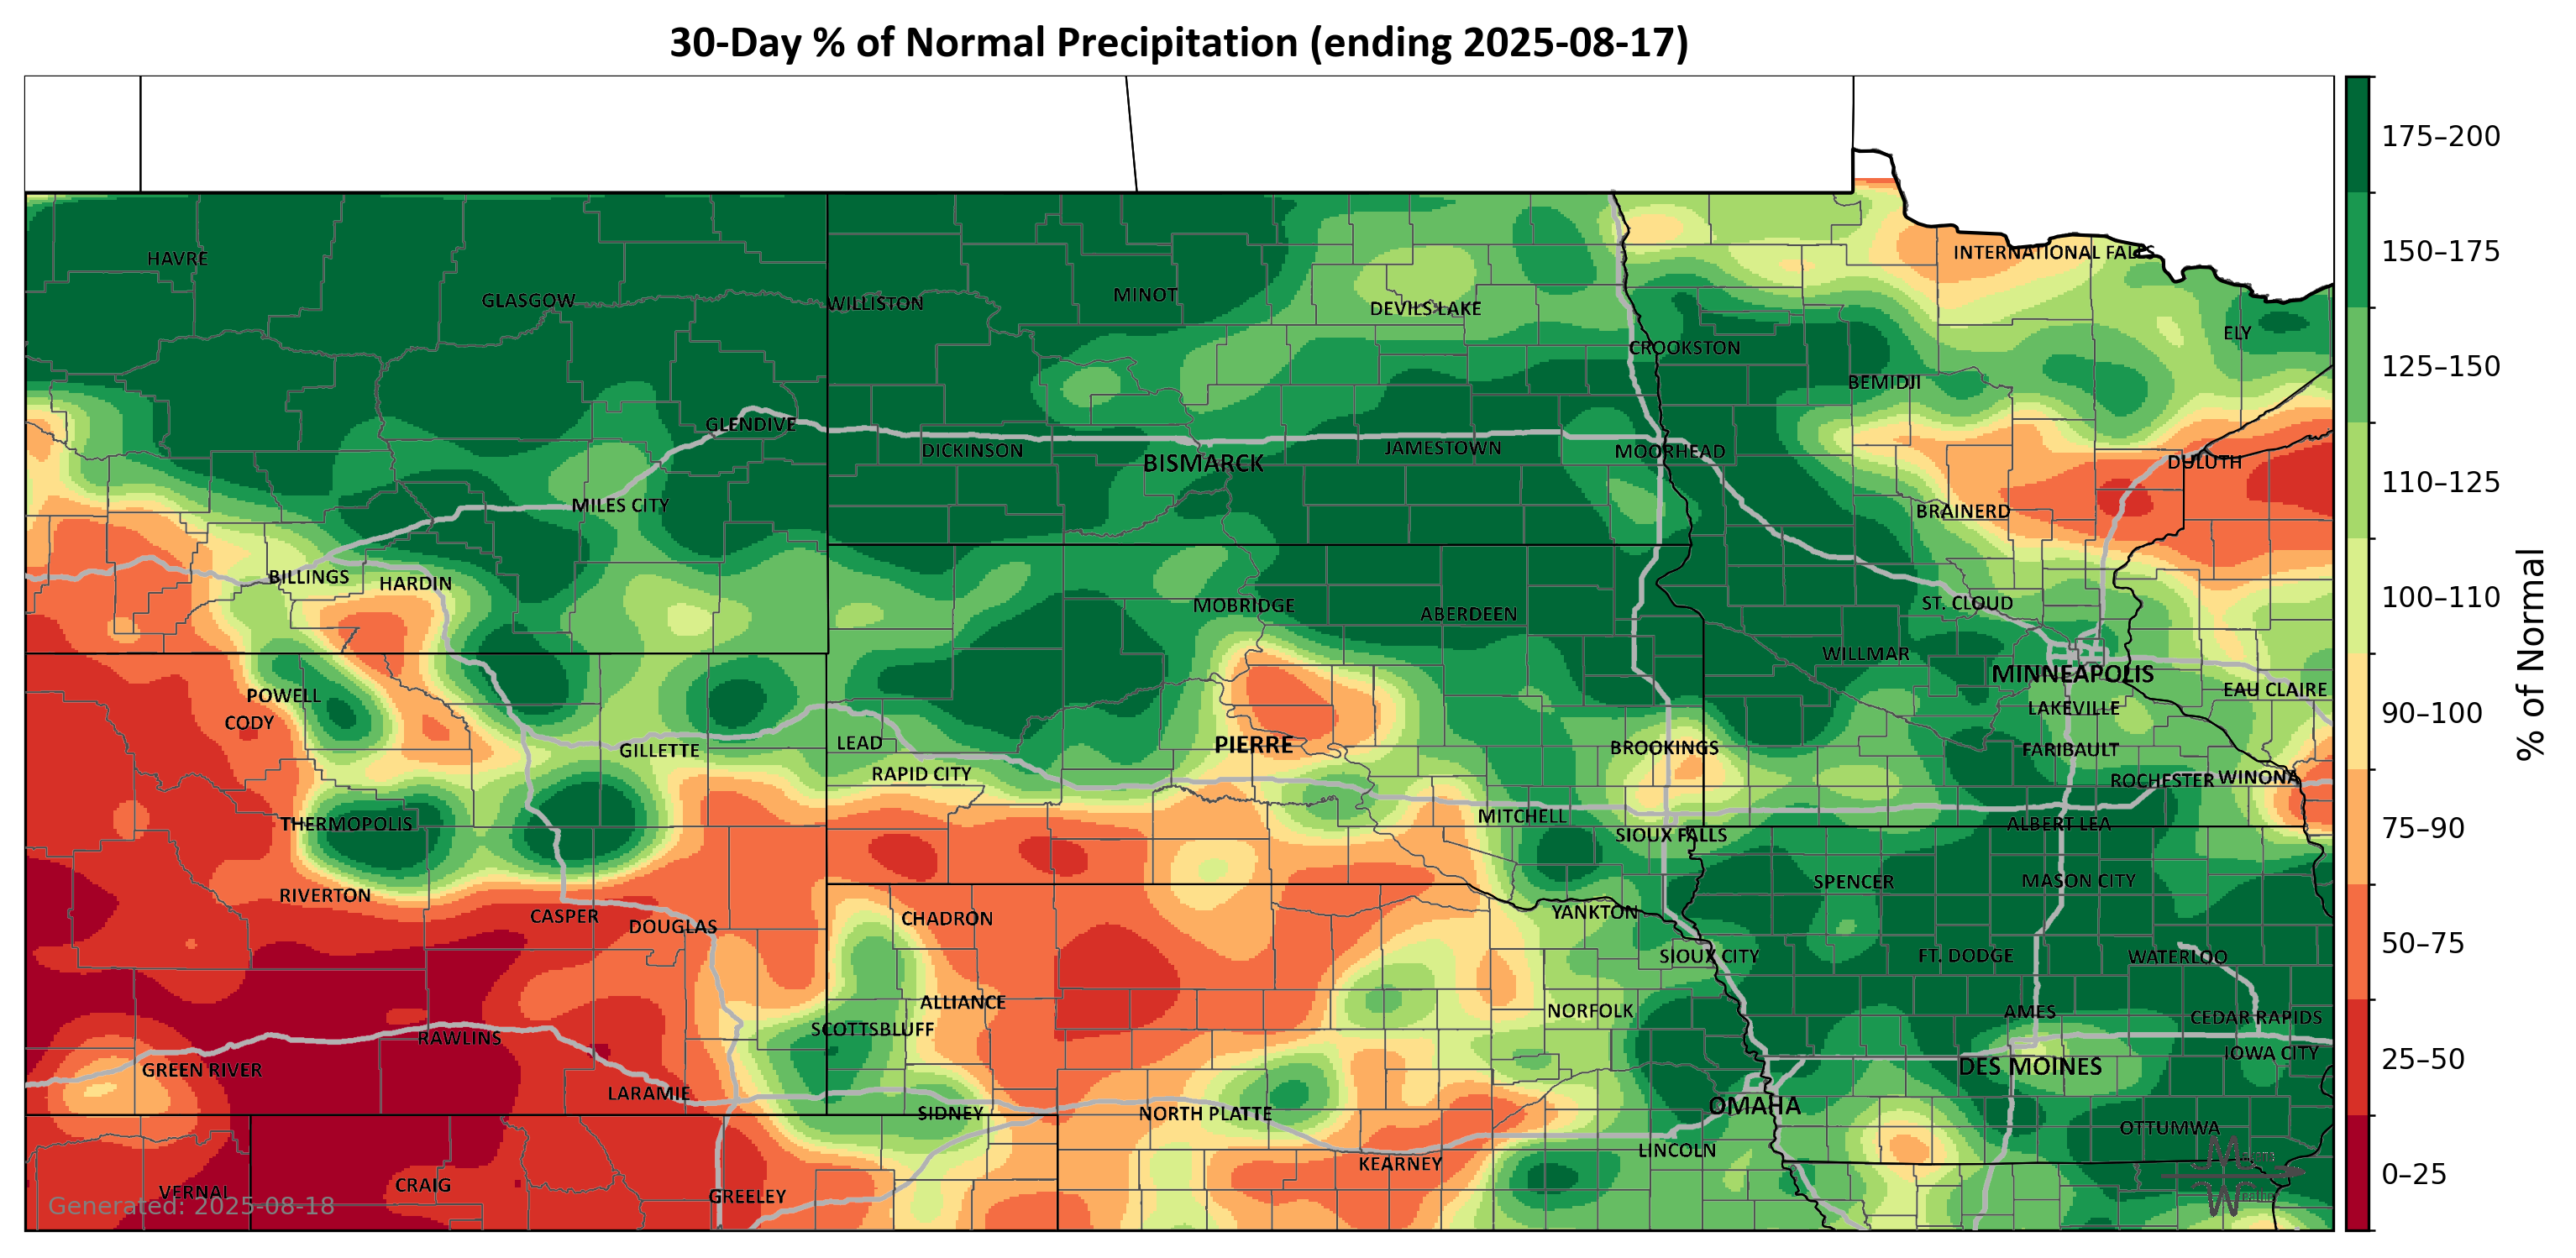 30-Day % of Normal Precipitation (ending 2025-08-17)
175–200
HAVRE
INTERNATIONAL FALLS
150–175
GLASGOW
WILLISTON
MINOT
DEVILS LAKE
ELY
CROOKSTON
125–150
BEMIDJI
GLENDIVE
DICKINSON
BISMARCK
JAMESTOWN
MOORHEAD
DULUTH
110–125
MILES CITY
BRAINERD
BILLINGS
HARDIN
MOBRIDGE
ABERDEEN
ST. CLOUD
100–110
WILLMAR
MINNEAPOLIS
% of Normal
POWELL
EAU CLAIRE
CODY
LAKEVILLE
90–100
GILLETTE
LEAD
PIERRE
BROOKINGS
FARIBAULT
RAPID CITY
ROCHESTER
WINONA
THERMOPOLIS
MITCHELL
SIOUX FALLS
ALBERT LEA
75–90
RIVERTON
SPENCER
MASON CITY
CASPER
DOUGLAS
CHADRON
YANKTON
SIOUX CITY
FT. DODGE
WATERLOO
50–75
ALLIANCE
NORFOLK
AMES
CEDAR RAPIDS
RAWLINS
SCOTTSBLUFF
IOWA CITY
GREEN RIVER
DES MOINES
25–50
LARAMIE
SIDNEY
NORTH PLATTE
OMAHA
OTTUMWA
KEARNEY
LINCOLN
VERNAL
CRAIG
GREELEY
0–25
Generated: 2025-08-18